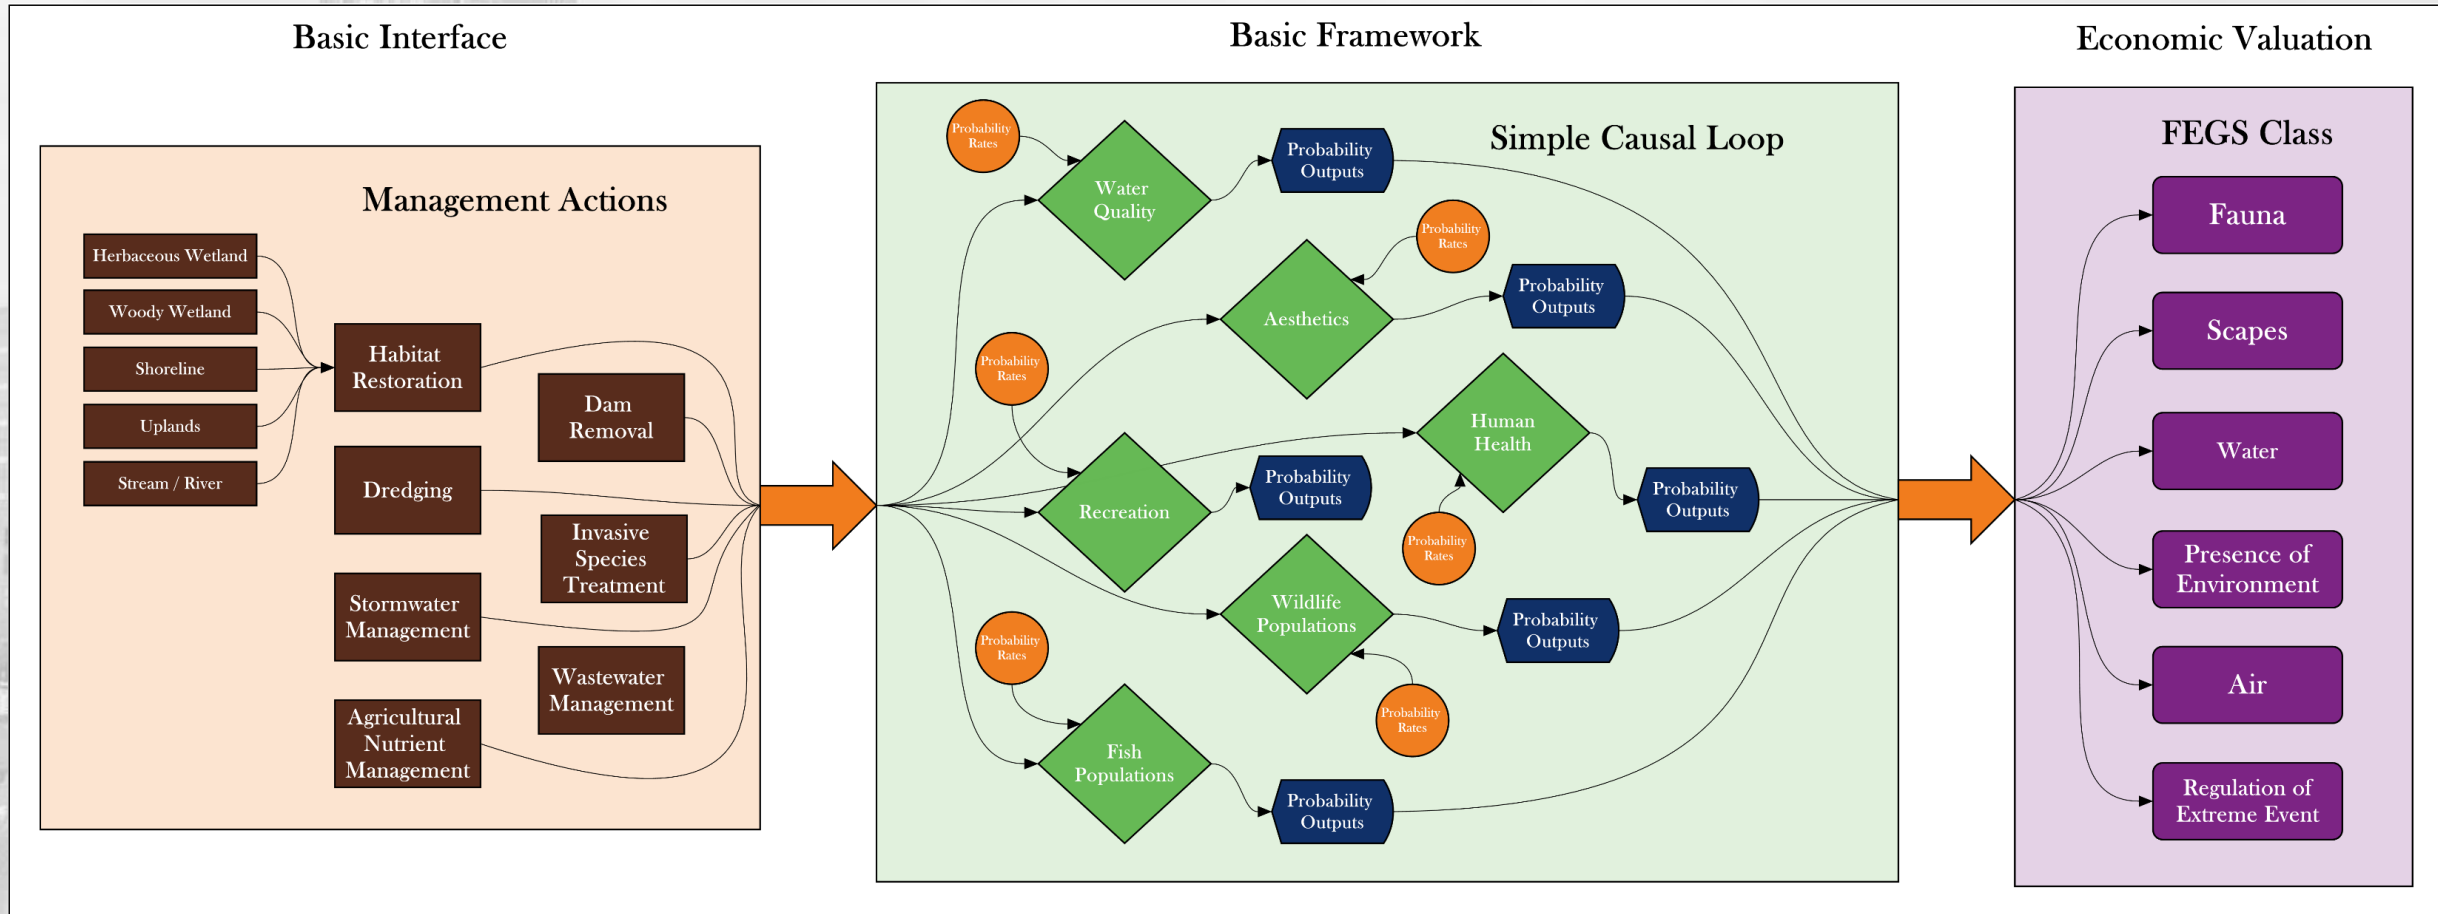 Basic Interface
Basic Framework
Economic Valuation
Management Actions
Herbaceous Wetland
Woody Wetland
Shoreline
Uplands
Stream / River
Habitat
Restoration
Dredging
Stormwater
Management
Agricultural
Nutrient
Management
Dam
Removal
Invasive
Species
Treatment
Wastewater
Management
Simple Causal Loop
Probability
Rates
Water
Quality
Probability
Outputs
Probability
Rates
Aesthetics
Probability
Outputs
Probability
Rates
Recreation
Probability
Outputs
Human
Health
Probability
Rates
Probability
Outputs
Wildlife
Populations
Probability
Rates
Probability
Outputs
Probability
Rates
Fish
Populations
Probability
Outputs
FEGS Class
Fauna
Scapes
Water
Presence of
Environment
Air
Regulation of
Extreme Event